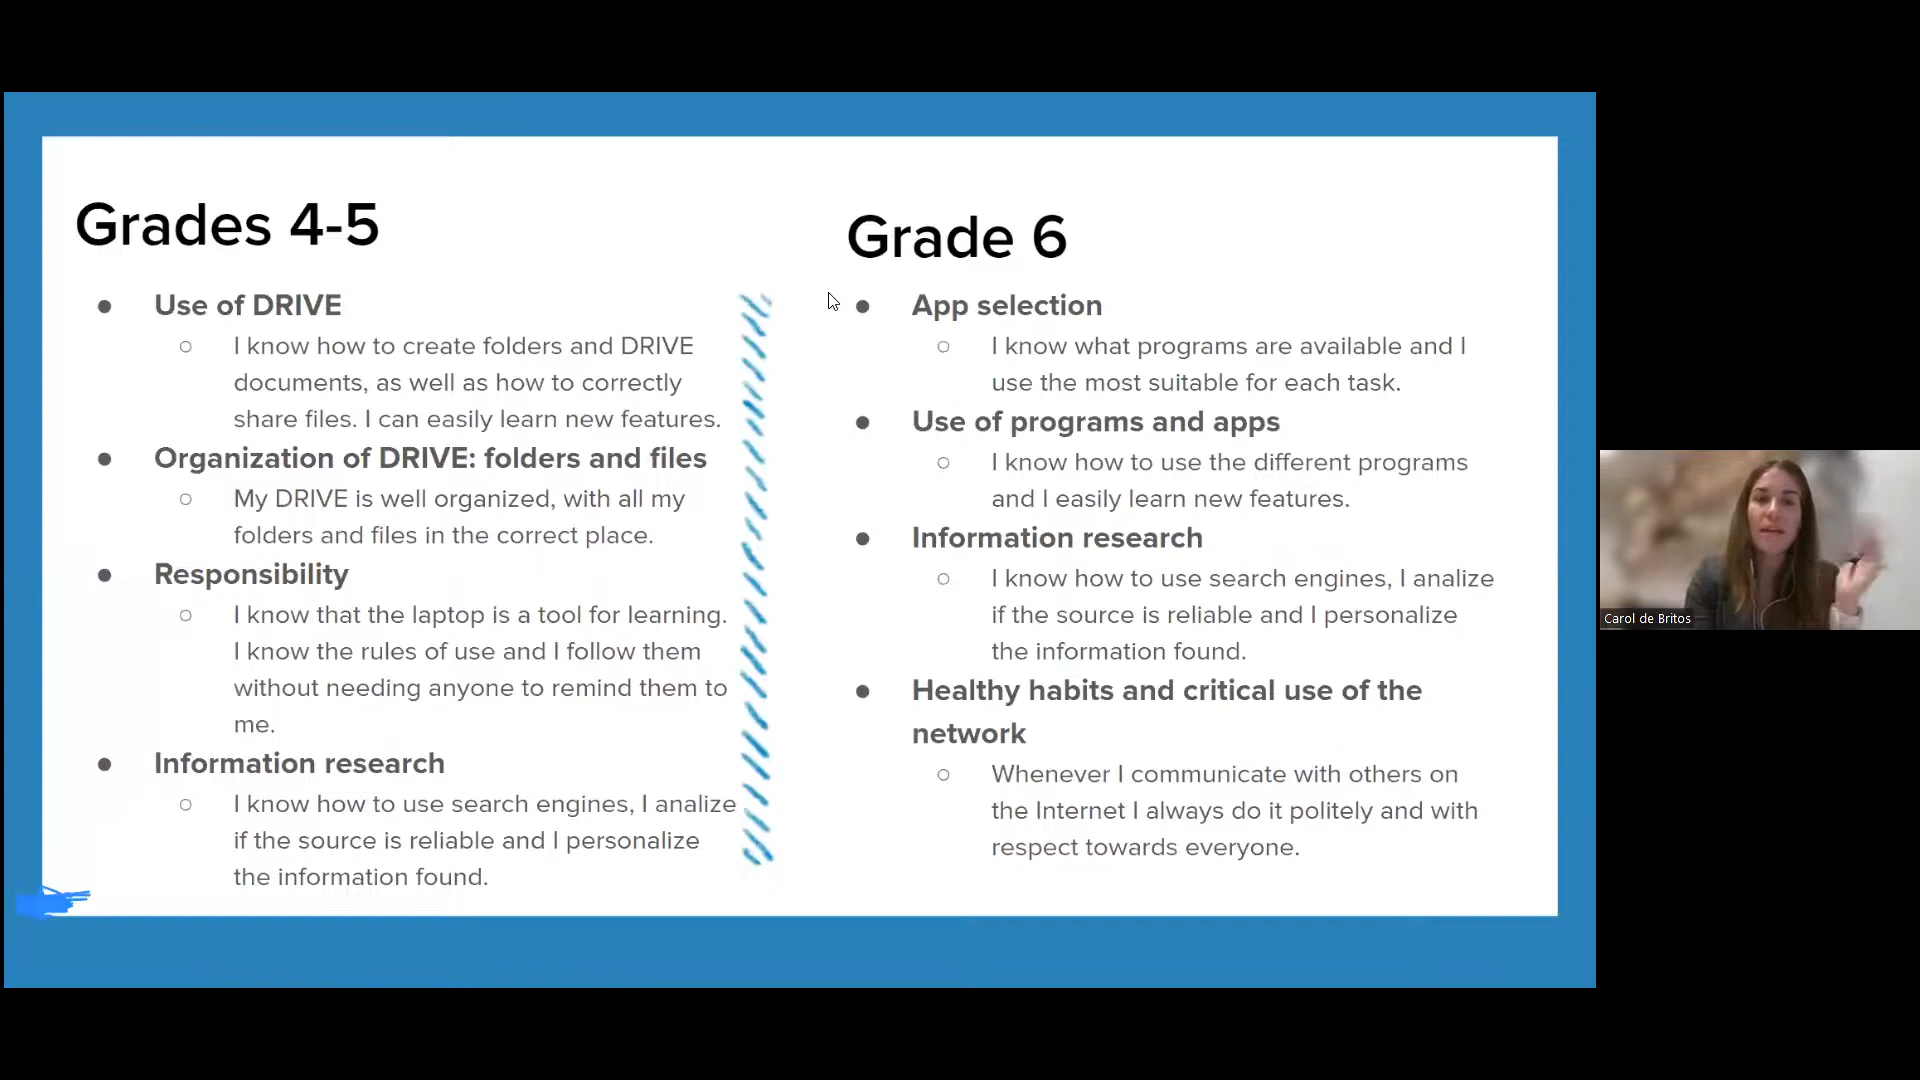 Grades 4-5
Use of DRIVE
I know how to create folders and DRIVE
documents, as well as how to correctly
share files. I can easily learn new features.
Organization of DRIVE: folders and files
My DRIVE is well organized, with all my
folders and files in the correct place.
Responsibility
I know that the laptop is a tool for learning.
I know the rules of use and I follow them
without needing anyone to remind them to
me.
Information research
I know how to use search engines, I analize
if the source is reliable and I personalize
the information found.
Grade 6
App selection
I know what programs are available and I
use the most suitable for each task.
Use of programs and apps
I know how to use the different programs
and I easily learn new features.
Information research
I know how to use search engines, I analize
if the source is reliable and I personalize
the information found.
Healthy habits and critical use of the
network
Whenever I communicate with others on
the Internet I always do it politely and with
respect towards everyone.
Carol de Britos